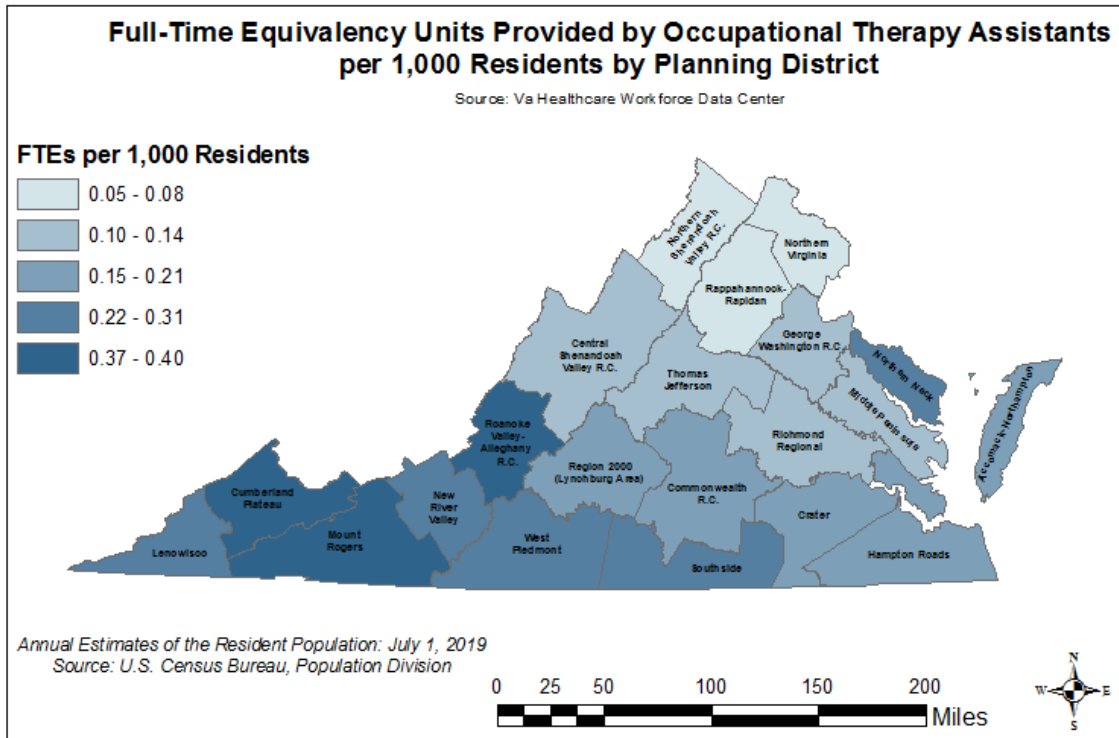 Full-Time Equivalency Units Provided by Occupational Therapy Assistants
per 1,000 Residents by Planning District
Source: Va Healthcare Workforce Data Center
FTEs per 1,000 Residents
0.05 - 0.08
0.10 - 0.14
0.15 - 0.21
0.22 - 0.31
0.37 - 0.40
Northern
Shenandoah
Valley R.C.
Northern
Virginia
Rappahannock-
Rapidan
George
Washington R.C.
Northern Neck
Central
Shenandoah
Valley R.C.
Thomas
Jefferson
Middle Peninsula
Accomack-Northampton
Roanoke
Valley-
Alleghany
R.C.
Richmond
Regional
Region 2000
(Lynchburg Area)
Commonwealth
R.C.
Cumberland
Plateau
New
River
Valley
Crater
Lenowisco
Mount
Rogers
West
Piedmont
Southside
Hampton Roads
Annual Estimates of the Resident Population: July 1, 2019
Source: U.S. Census Bureau, Population Division
0 25 50 100 150 200
Miles
N
W E
S